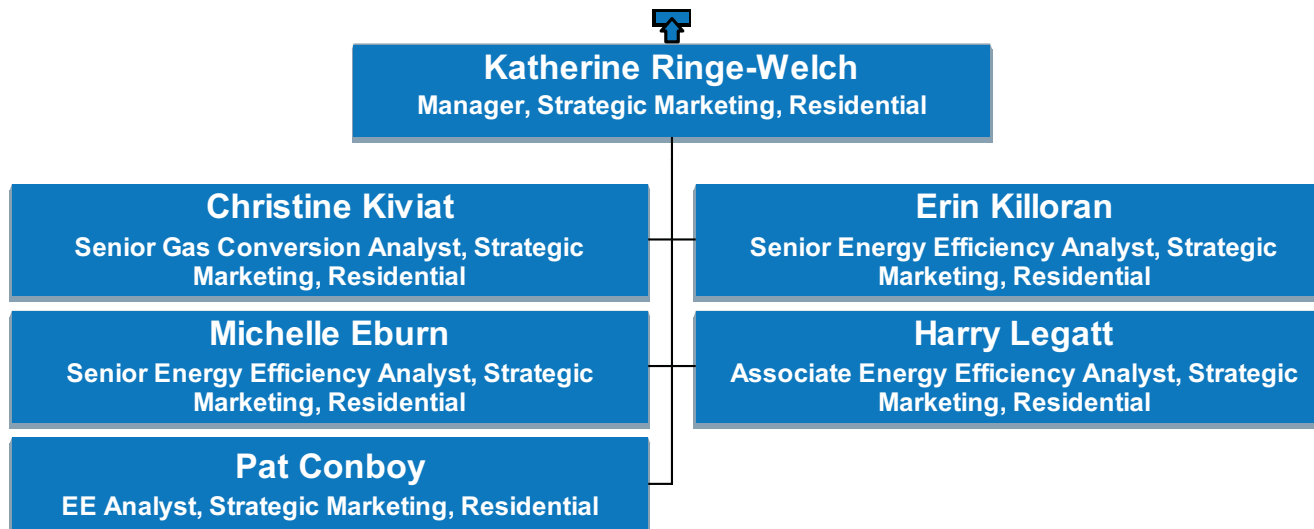 Katherine Ringe-Welch
Manager, Strategic Marketing, Residential
Christine Kiviat
Senior Gas Conversion Analyst, Strategic
Marketing, Residential
Erin Killoran
Senior Energy Efficiency Analyst, Strategic
Marketing, Residential
Michelle Eburn
Senior Energy Efficiency Analyst, Strategic
Marketing, Residential
Harry Legatt
Associate Energy Efficiency Analyst, Strategic
Marketing, Residential
Pat Conboy
EE Analyst, Strategic Marketing, Residential